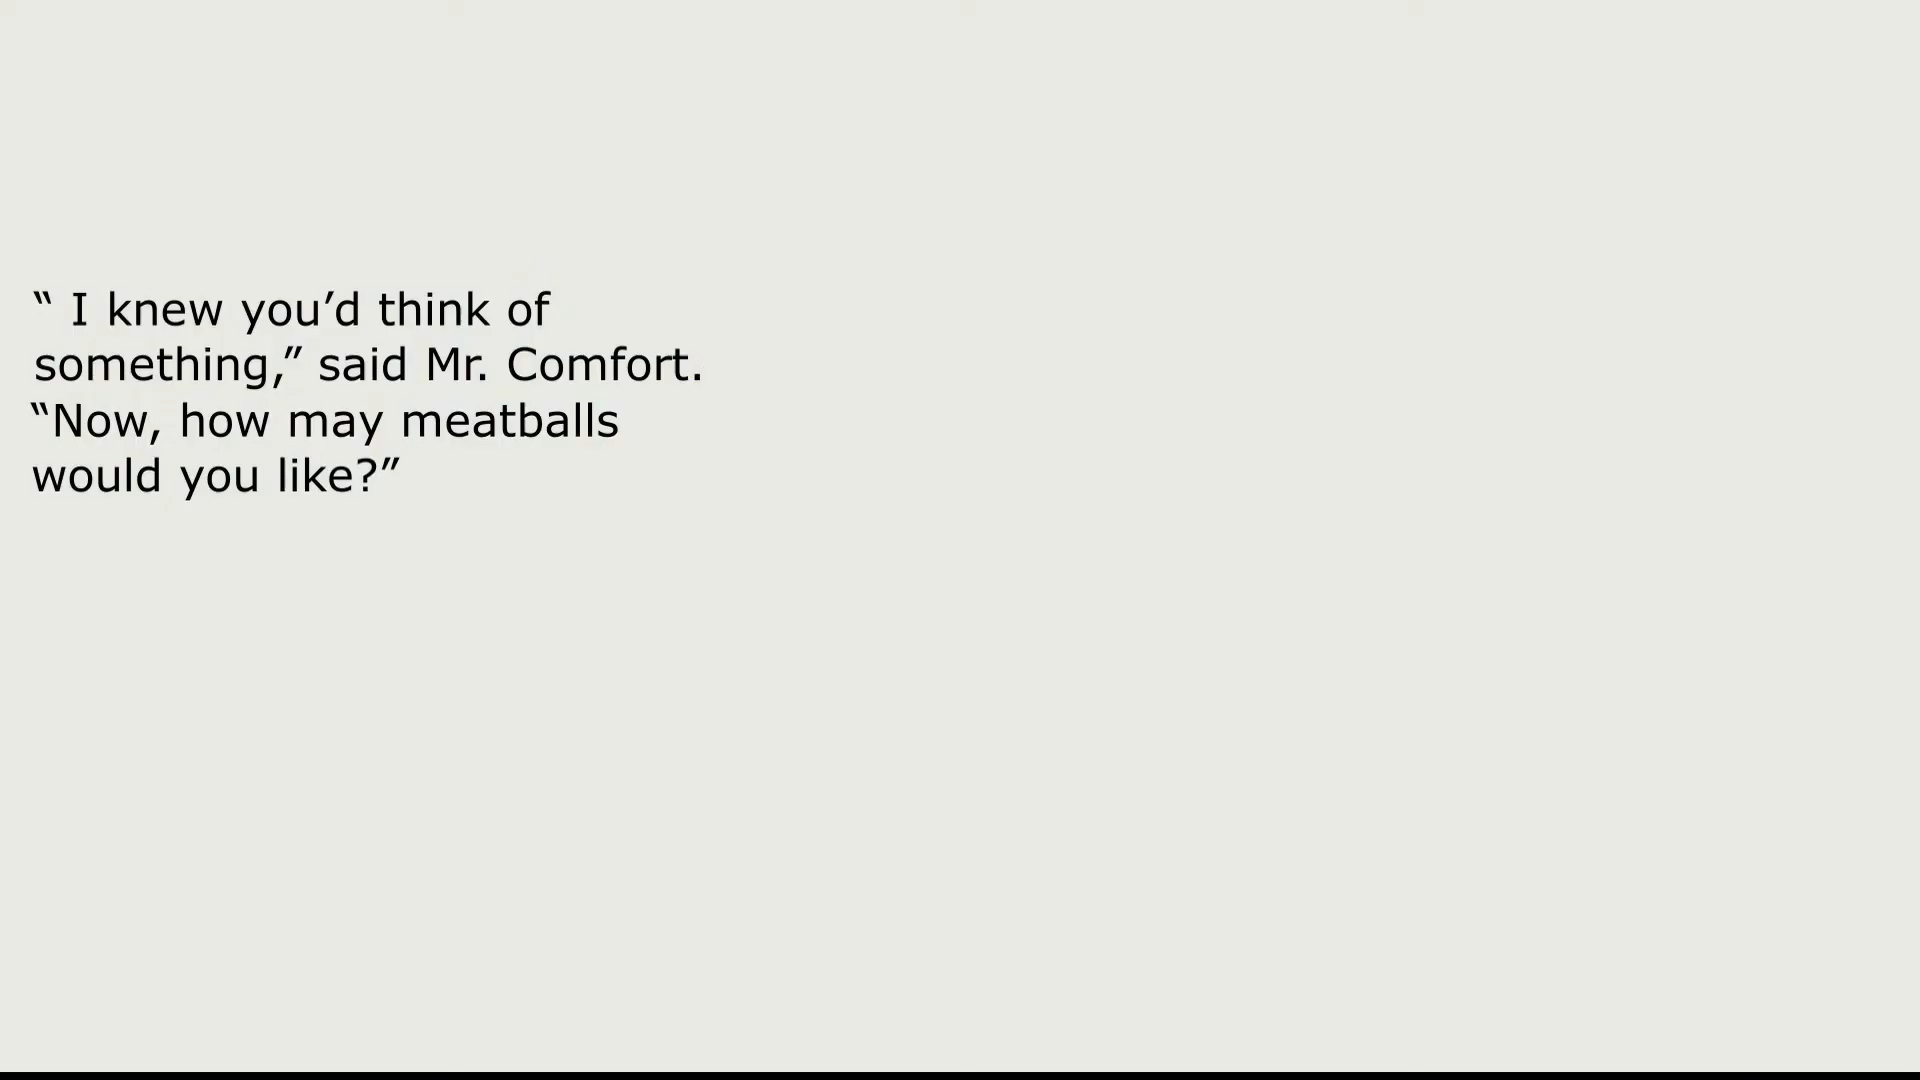 “ I knew you’d think of
something,” said Mr. Comfort.
“Now, how may meatballs
would you like?”